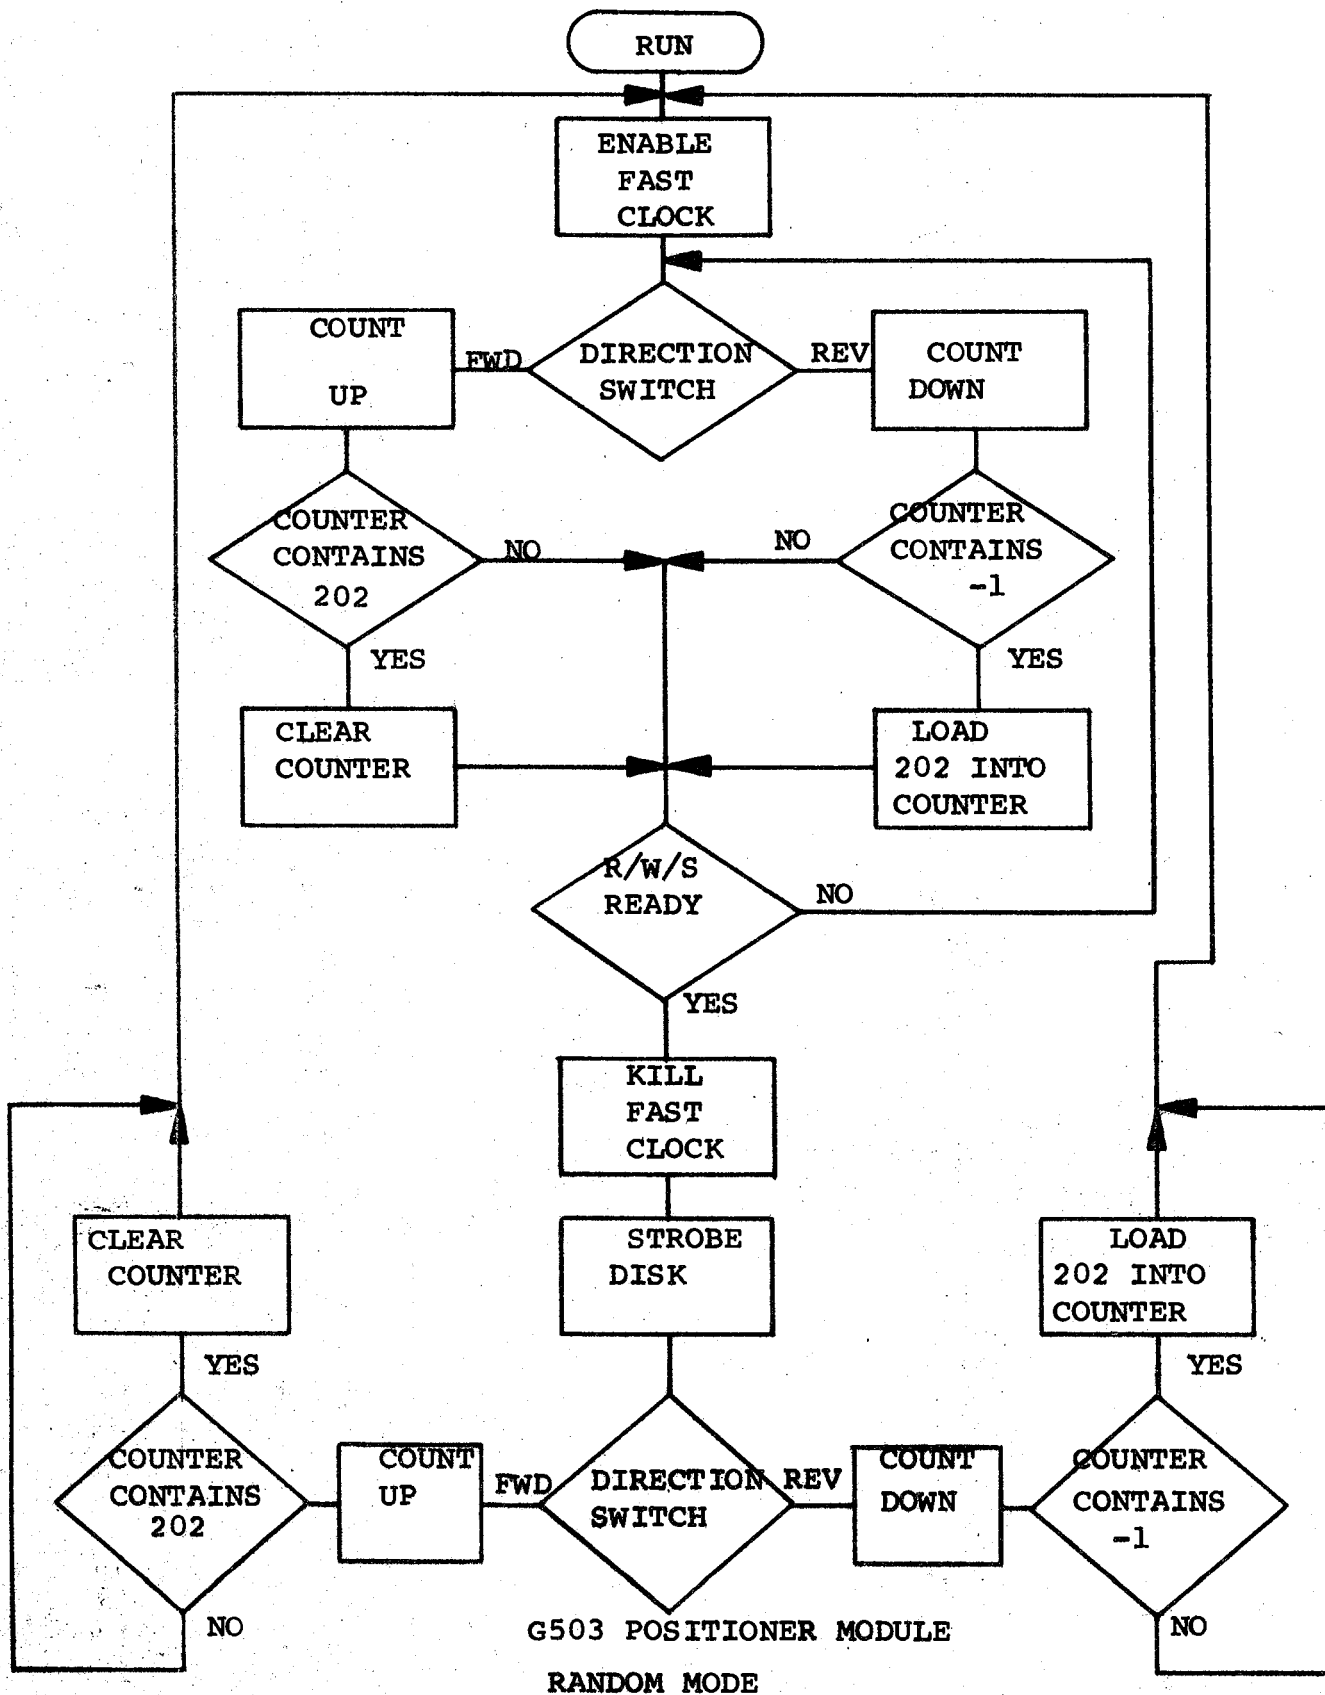 RUN
ENABLE
FAST
CLOCK
COUNT
UP
FWD
DIRECTION
SWITCH
REV
COUNT
DOWN
COUNTER
CONTAINS
202
NO
NO
COUNTER
CONTAINS
-1
YES
YES
CLEAR
COUNTER
LOAD
202 INTO
COUNTER
R/W/S
READY
NO
YES
KILL
FAST
CLOCK
CLEAR
COUNTER
STROBE
DISK
LOAD
202 INTO
COUNTER
YES
YES
COUNTER
CONTAINS
202
COUNT
UP
FWD
DIRECTION
SWITCH
REV
COUNT
DOWN
COUNTER
CONTAINS
-1
NO
NO
G503 POSITIONER MODULE
RANDOM MODE